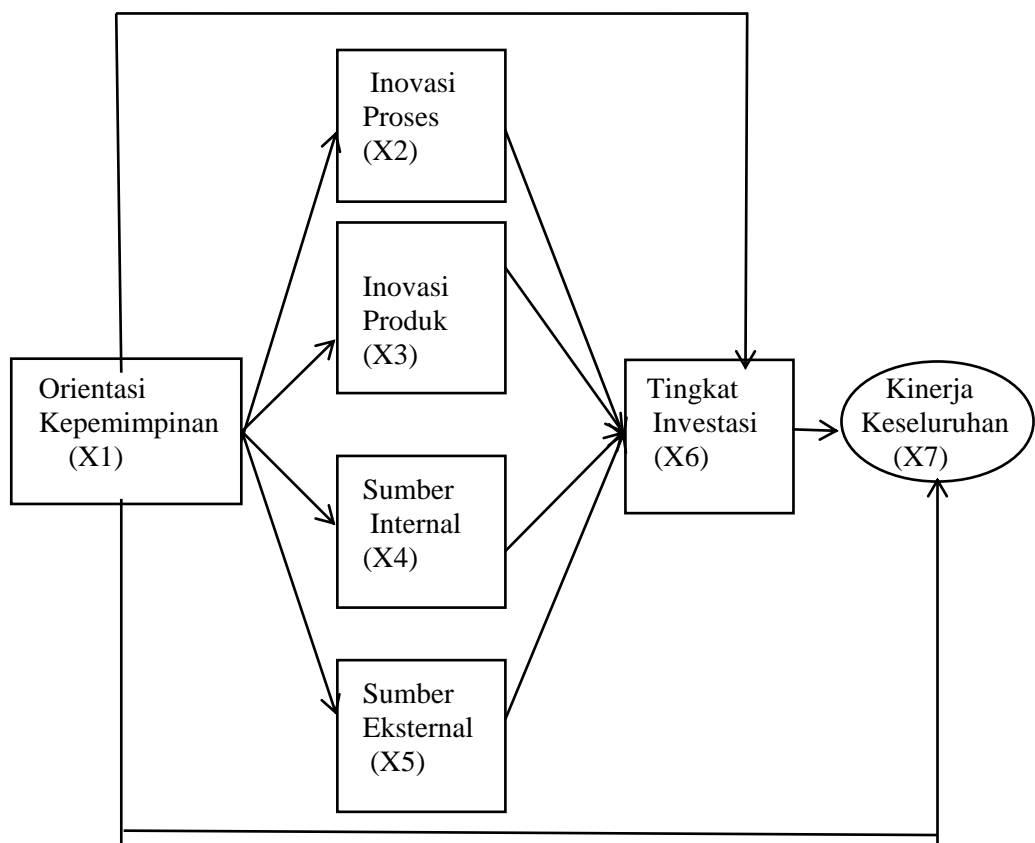 Inovasi
Proses
(X2)
Inovasi
Produk
(X3)
Orientasi
Kepemimpinan
(X1)
Tingkat
Investasi
(X6)
Kinerja
Keseluruhan
(X7)
Sumber
Internal
(X4)
Sumber
Eksternal
(X5)